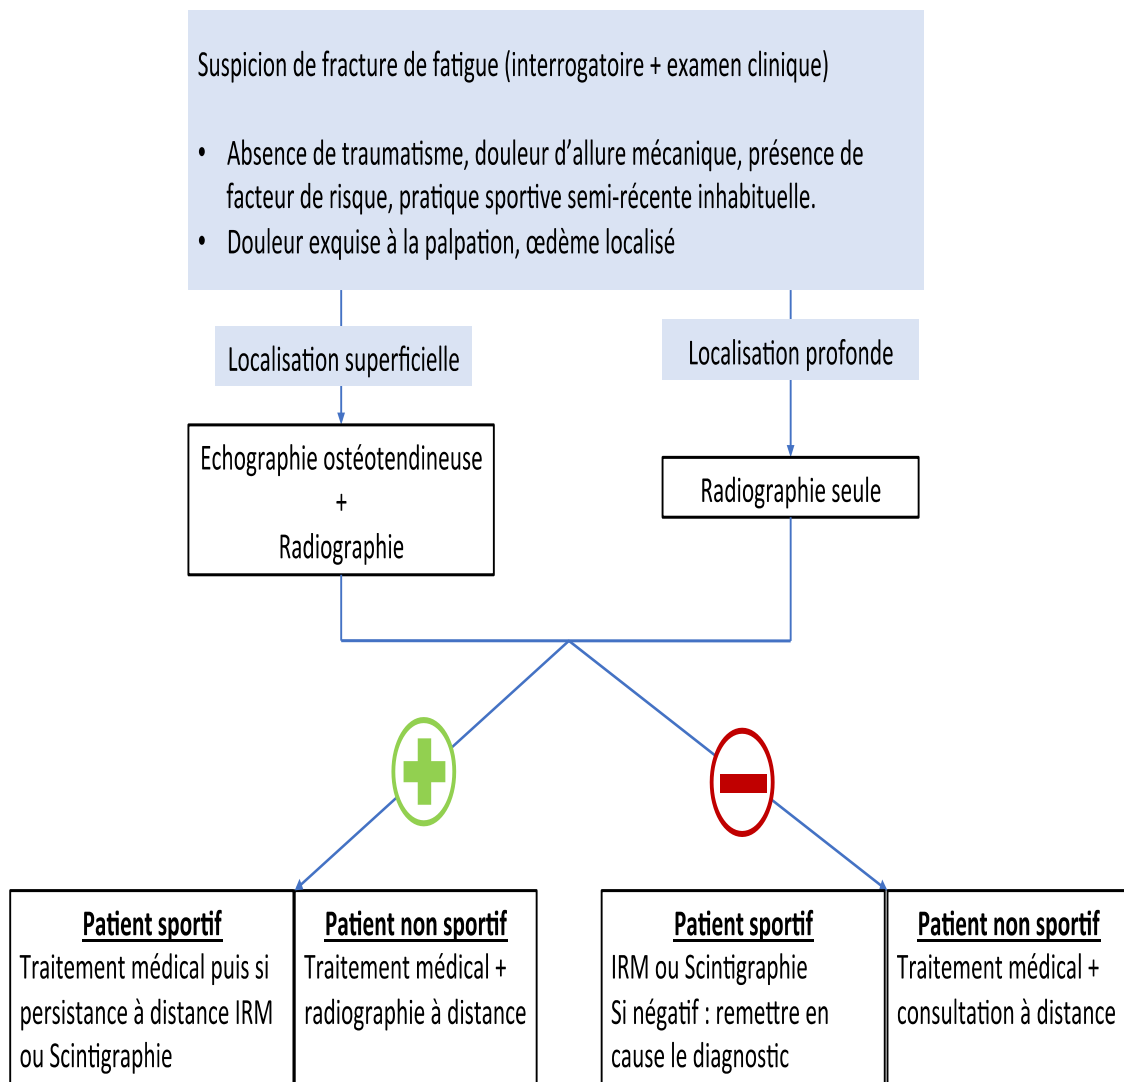 Suspicion de fracture de fatigue (interrogatoire + examen clinique)
• Absence de traumatisme, douleur d’allure mécanique, présence de
facteur de risque, pratique sportive semi-récente inhabituelle.
• Douleur exquise à la palpation, œdème localisé
Localisation superficielle
Localisation profonde
Echographie ostéotendineuse
+
Radiographie
Radiographie seule
Patient sportif
Traitement médical puis si
persistance à distance IRM
ou Scintigraphie
Patient non sportif
Traitement médical +
radiographie à distance
Patient sportif
IRM ou Scintigraphie
Si négatif : remettre en
cause le diagnostic
Patient non sportif
Traitement médical +
consultation à distance